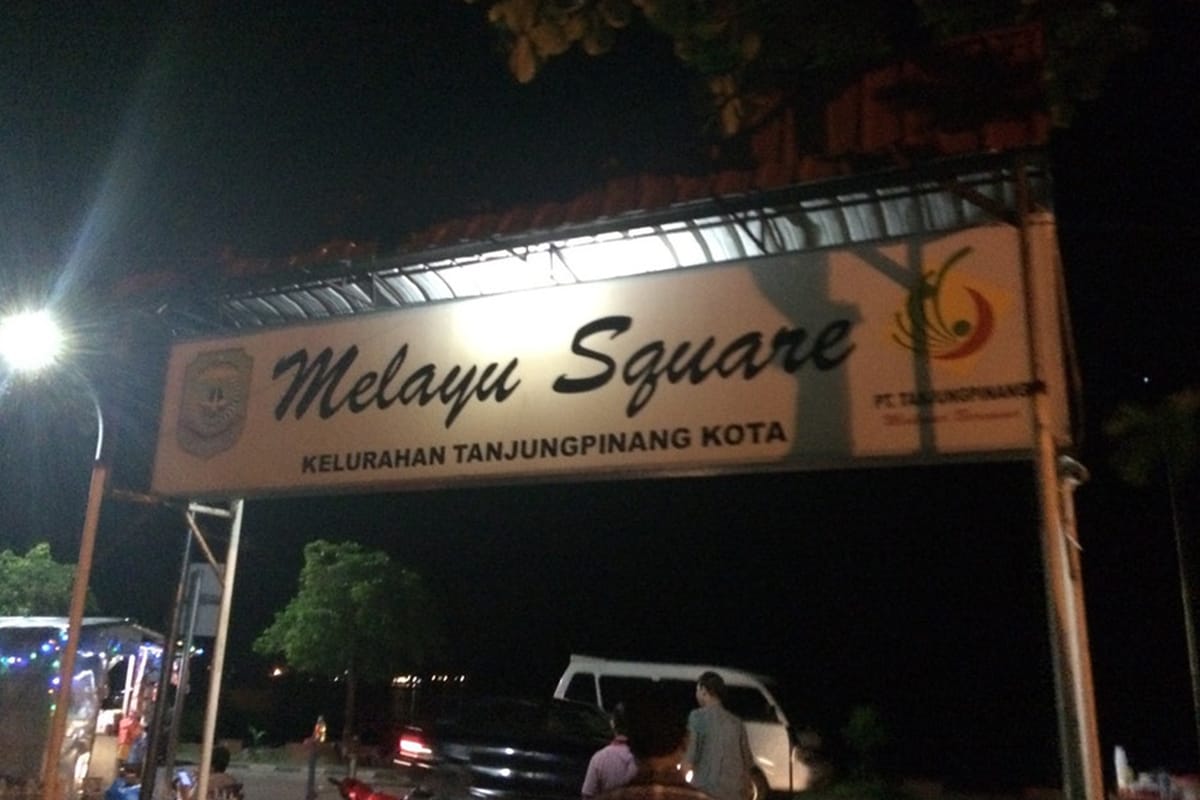 Melayu Square
KELURAHAN TANJUNGPINANG KOTA
PT. TANJUNGPINANG